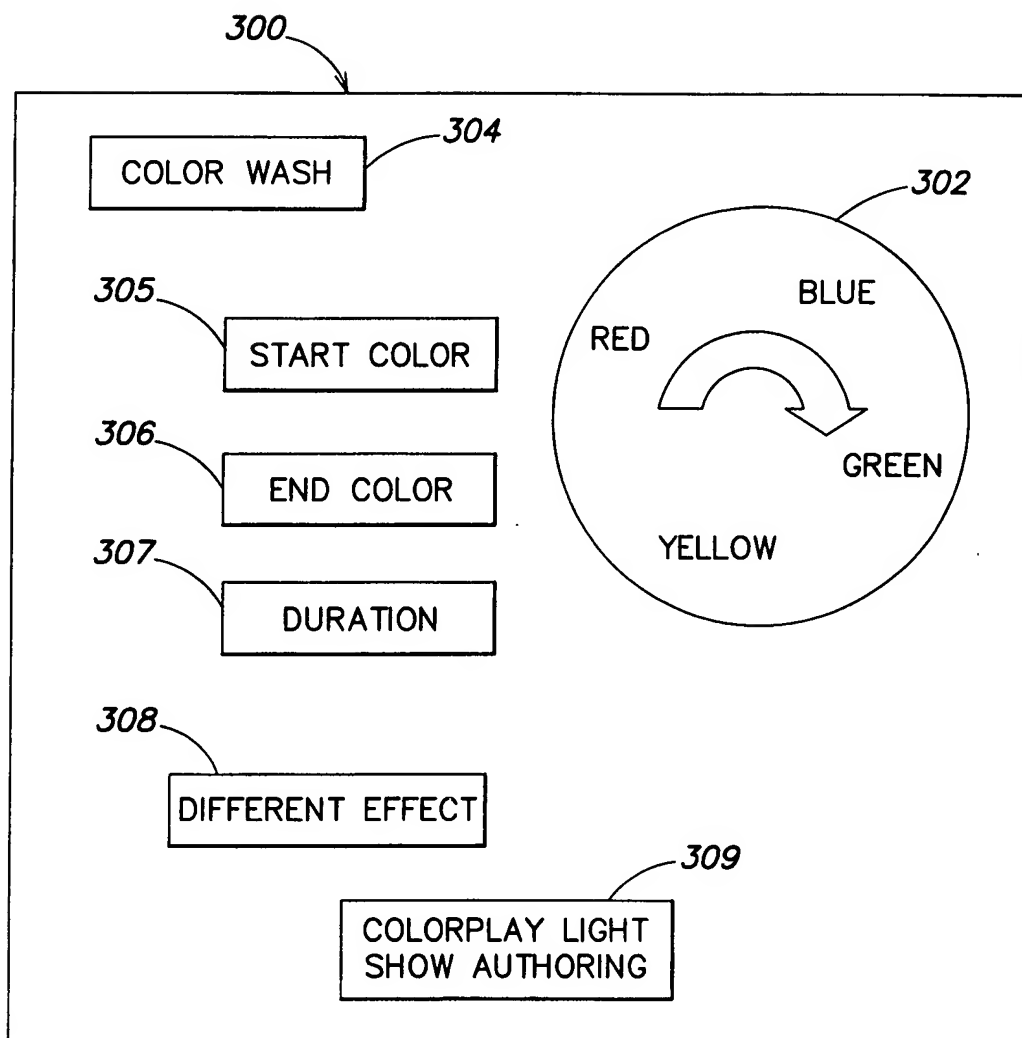 300
304
COLOR WASH
302
305
BLUE
RED
START COLOR
306
GREEN
END COLOR
307
YELLOW
DURATION
308
DIFFERENT EFFECT
309
COLORPLAY LIGHT
SHOW AUTHORING